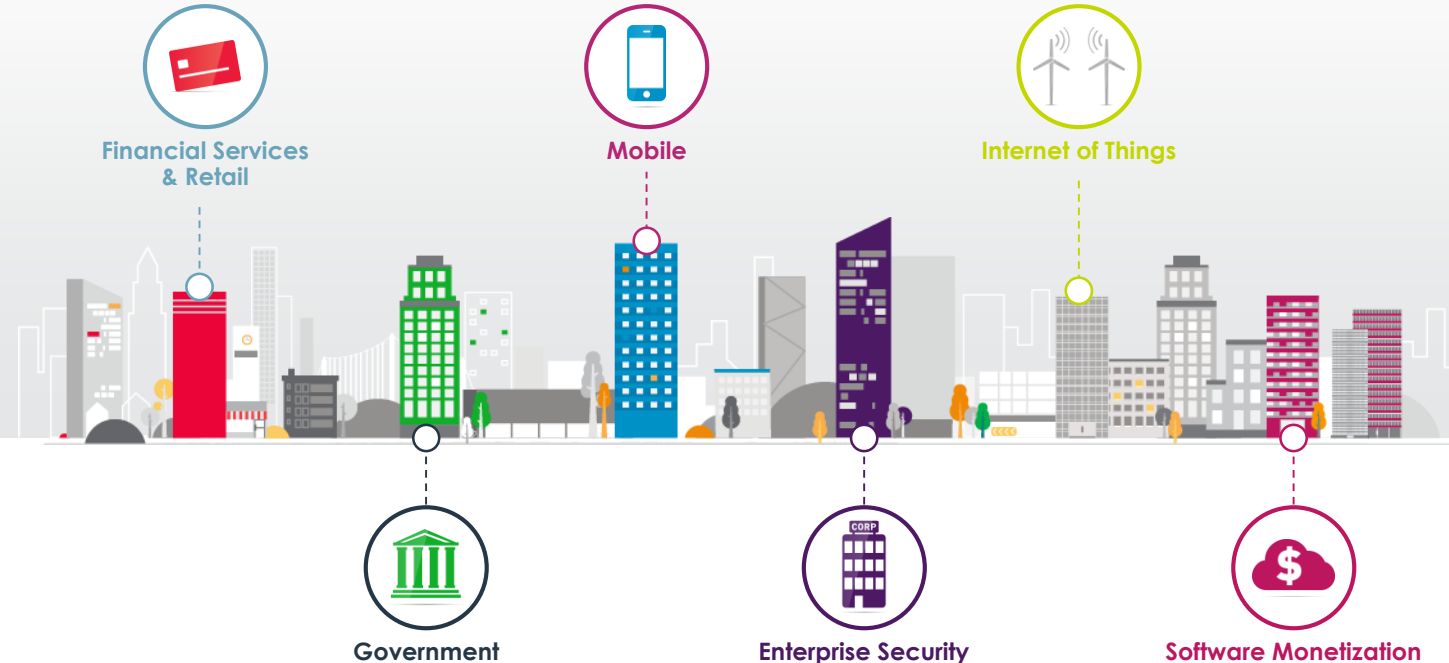 Financial Services
& Retail
Mobile
Internet of Things
CORP
$
Government
Enterprise Security
Software Monetization